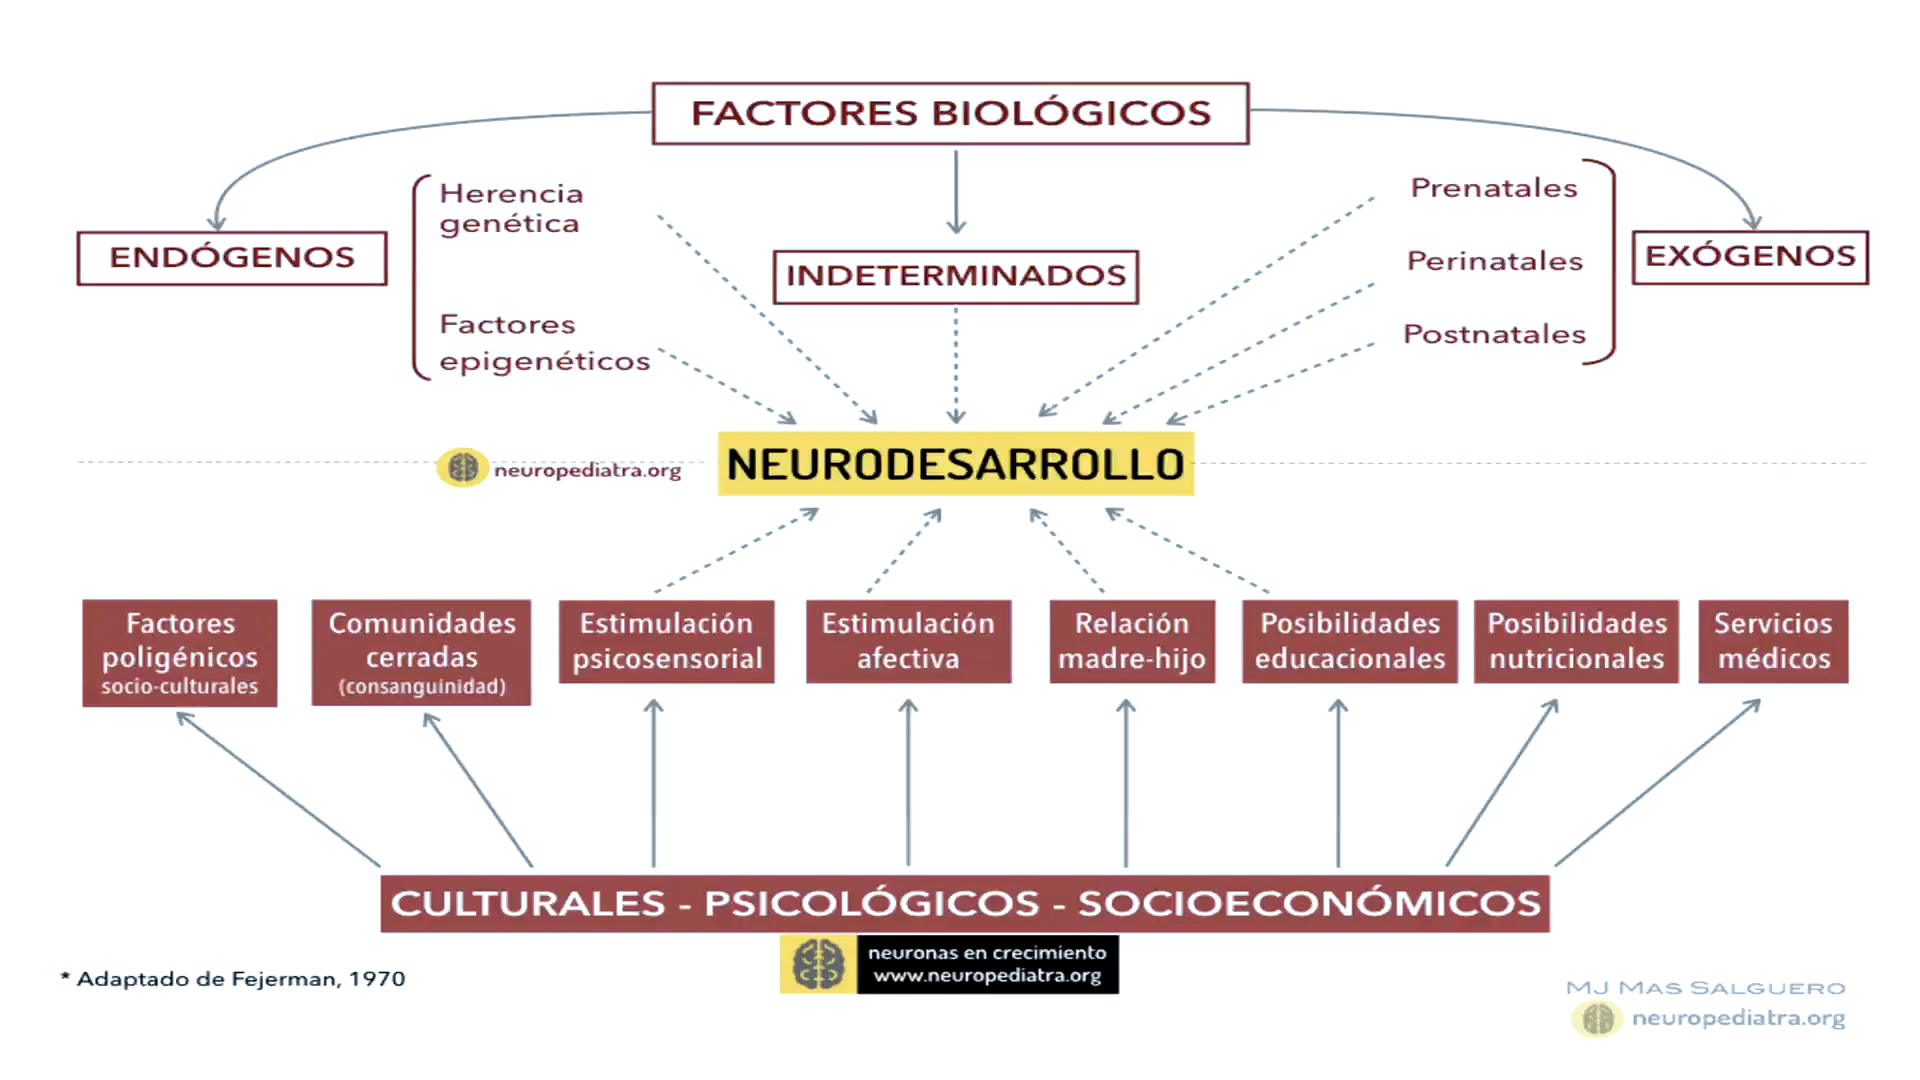 FACTORES BIOLÓGICOS
ENDÓGENOS
Herencia
genética
Factores
epigenéticos
INDETERMINADOS
Prenatales
Perinatales
Postnatales
EXÓGENOS
neuropediatra.org
NEURODESARROLLO
Factores
poligénicos
socio-culturales
Comunidades
cerradas
(consanguinidad)
Estimulación
psicosensorial
Estimulación
afectiva
Relación
madre-hijo
Posibilidades
educacionales
Posibilidades
nutricionales
Servicios
médicos
CULTURALES - PSICOLÓGICOS - SOCIOECONÓMICOS
neuronas en crecimiento
www.neuropediatra.org
* Adaptado de Fejerman, 1970
MJ MAS SALGUERO
neuropediatra.org